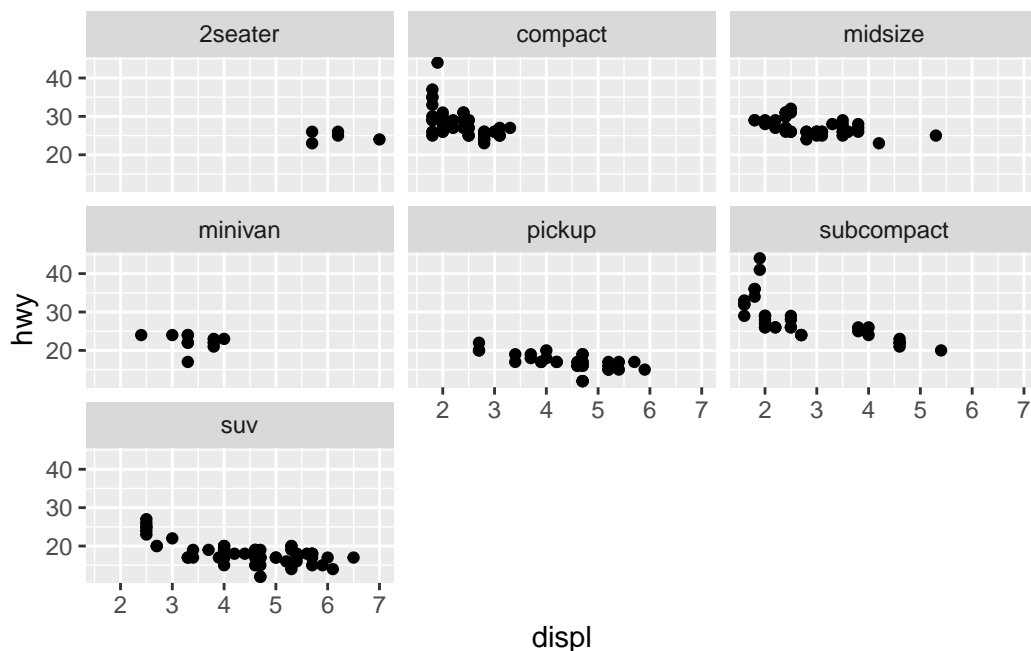 2seater compact midsize
40
30
20
minivan pickup subcompact
40
30
20
2 3 4 5 6 7 2 3 4 5 6 7
suv
40
30
20
2 3 4 5 6 7
hwy
displ